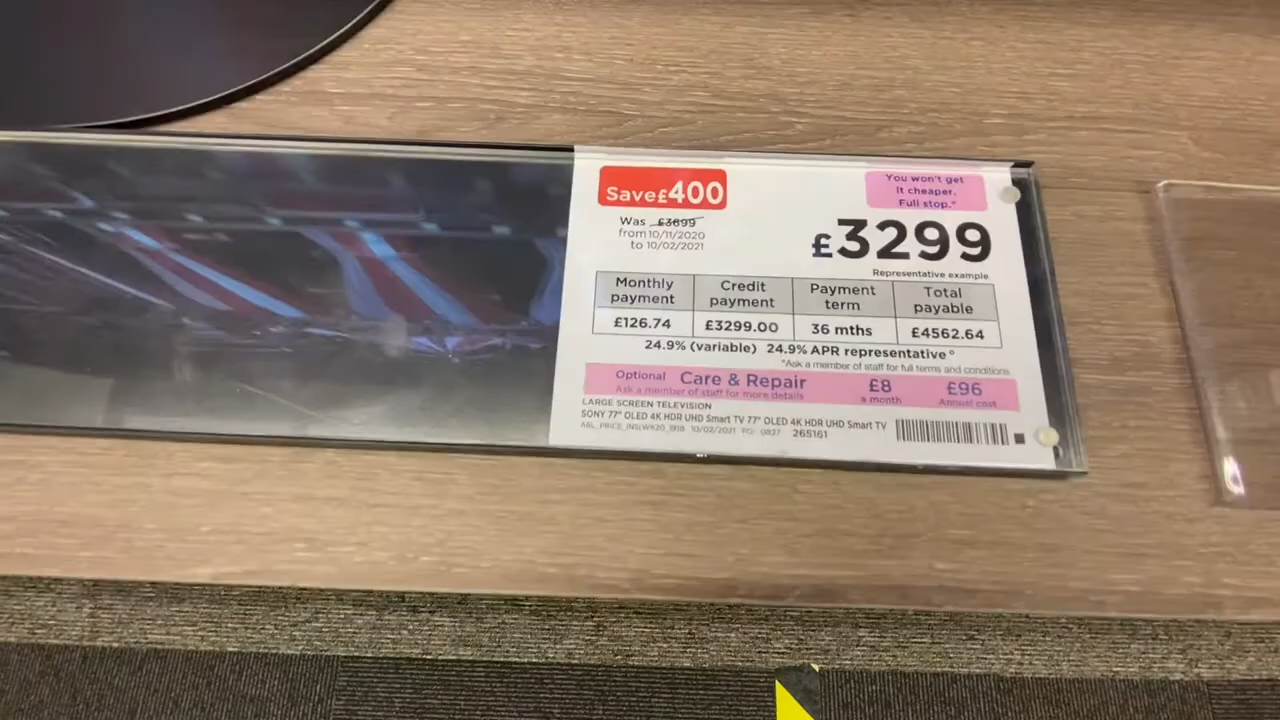 Save£400
You won't get
it cheaper.
Full stop.*
Was £3699
from 10/11/2020
to 10/02/2021
£3299
Representative example
Monthly payment
Credit payment
Payment term
Total payable
£126.74
£3299.00
36 mths
£4562.64
24.9% (variable) 24.9% APR representative°
°Ask a member of staff for full terms and conditions
Optional Care & Repair £8 £96
Ask a member of staff for more details a month Annual cost
LARGE SCREEN TELEVISION
SONY 77" OLED 4K HDR UHD Smart TV 77" OLED 4K HDR UHD Smart TV
10/02/2021 265161